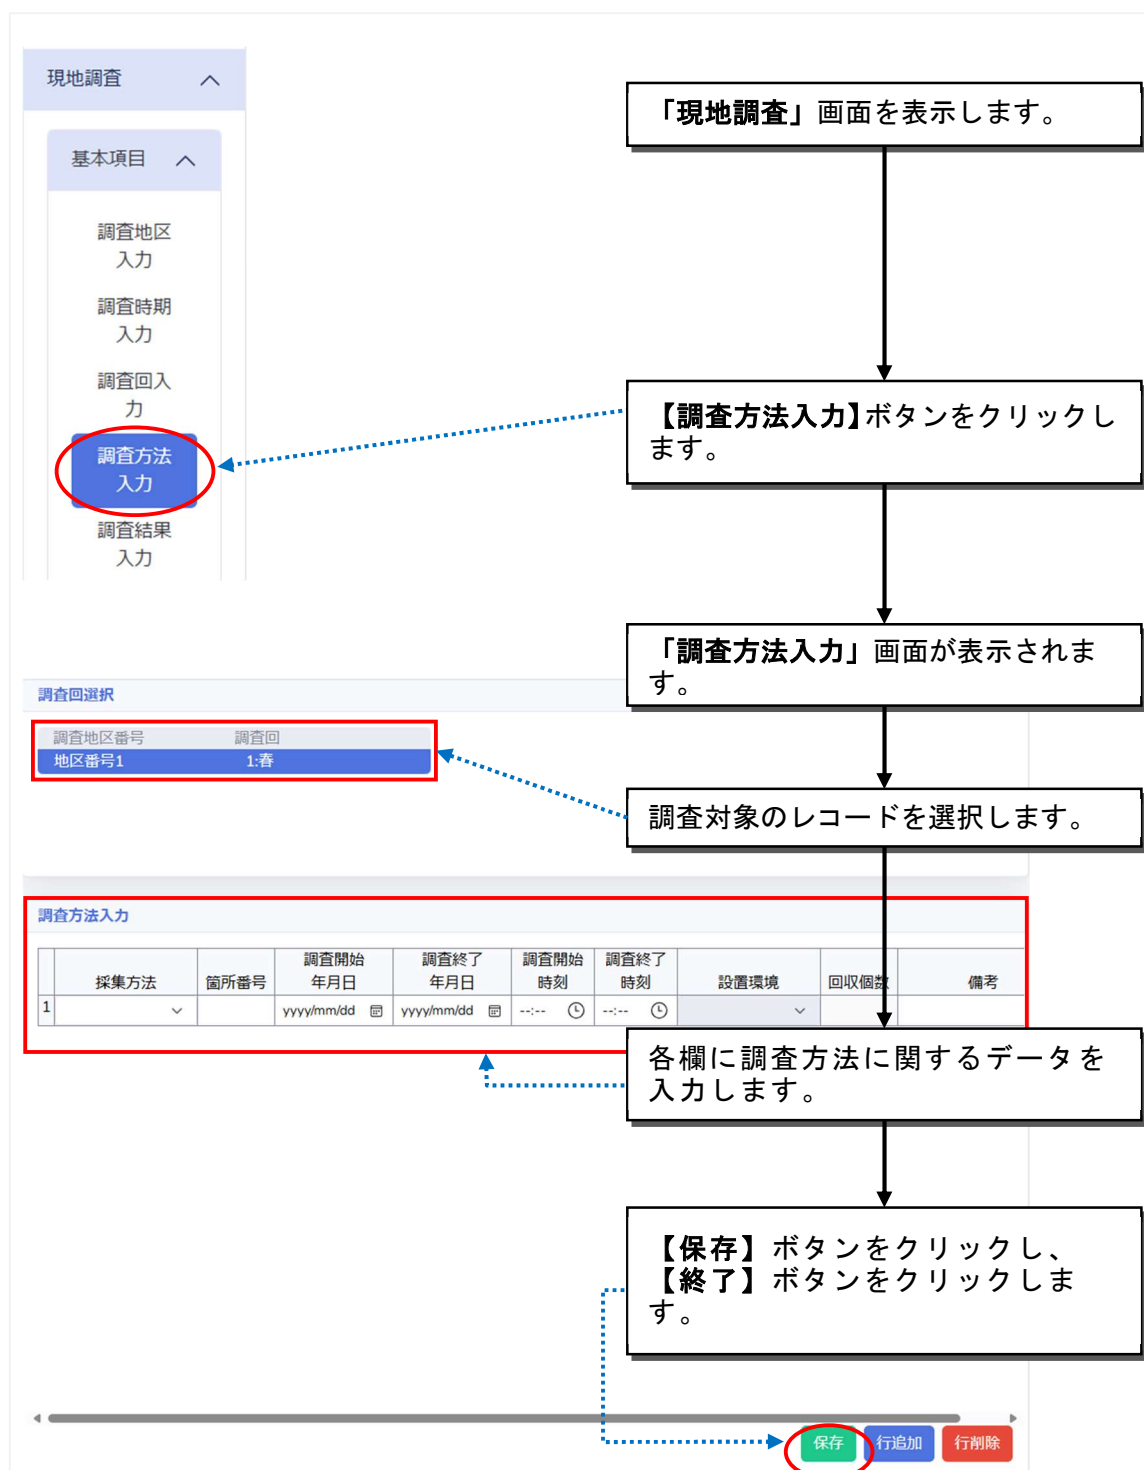 現地調査
「現地調査」画面を表示します。
基本項目
調査地区
入力
調査時期
入力
調査回入
力
調査方法
入力
調査結果
入力
【調査方法入力】ボタンをクリックし
ます。
「調査方法入力」画面が表示されま
す。
調査回選択
調査地区番号 調査回
地区番号1 1:春
調査対象のレコードを選択します。
調査方法入力
採集方法 箇所番号 調査開始 年月日 調査終了 年月日 調査開始 時刻 調査終了 時刻 設置環境 回収個数 備考
1 yyyy/mm/dd yyyy/mm/dd --:-- --:--
各欄に調査方法に関するデータを
入力します。
【保存】ボタンをクリックし、
【終了】ボタンをクリックしま
す。
保存 行追加 行削除